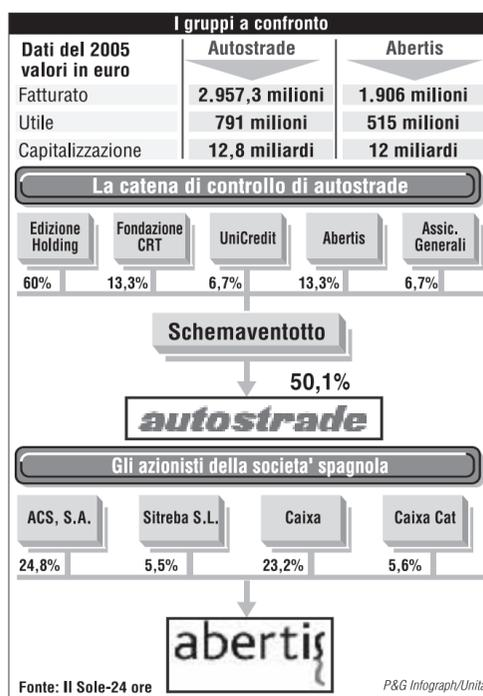 I gruppi a confronto
Dati del 2005
valori in euro
Autostrade
Abertis
Fatturato 2.957,3 milioni 1.906 milioni
Utile 791 milioni 515 milioni
Capitalizzazione 12,8 miliardi 12 miliardi
La catena di controllo di autostrade
Edizione
Holding
Fondazione
CRT
UniCredit
Abertis
Assic.
Generali
60% 13,3% 6,7% 13,3% 6,7%
Schemaventotto
50,1%
autostrade
Gli azionisti della societa' spagnola
ACS, S.A. Sitreba S.L. Caixa Caixa Cat
24,8% 5,5% 23,2% 5,6%
abertis
Fonte: Il Sole-24 ore
P&G Infograph/Unità